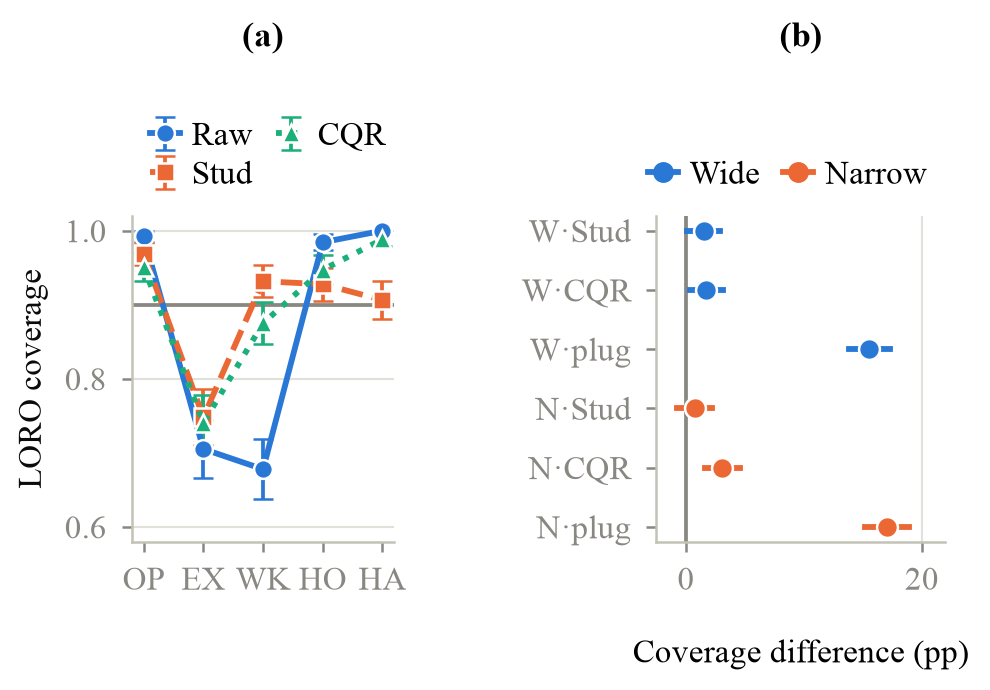 (a)
(b)
Raw
CQR
Stud
Wide
Narrow
LORO coverage
1.0
0.8
0.6
OP
EX
WK
HO
HA
W·Stud
W·CQR
W·plug
N·Stud
N·CQR
N·plug
0
20
Coverage difference (pp)